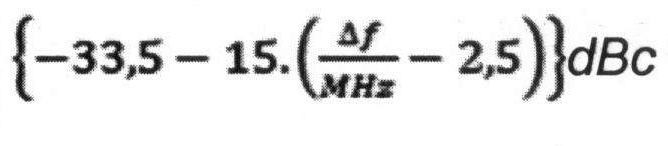 {−33,5 − 15.(Δf/MHz − 2,5)}dBc